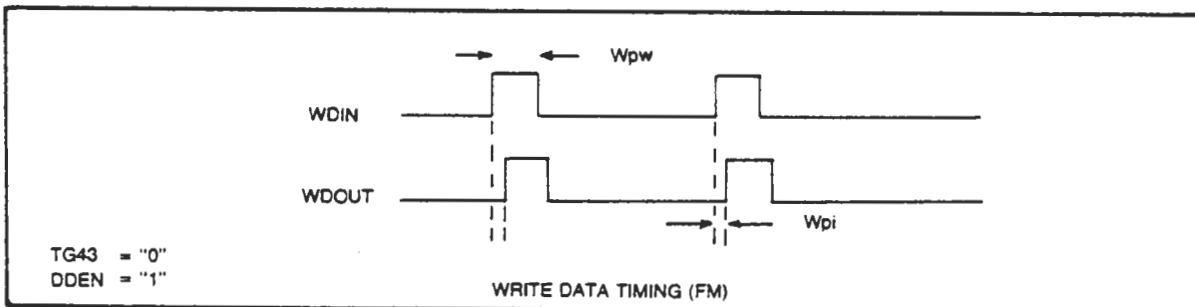 Wpw
WDIN
WDOUT
Wpi
TG43 = "0"
DDEN = "1"
WRITE DATA TIMING (FM)